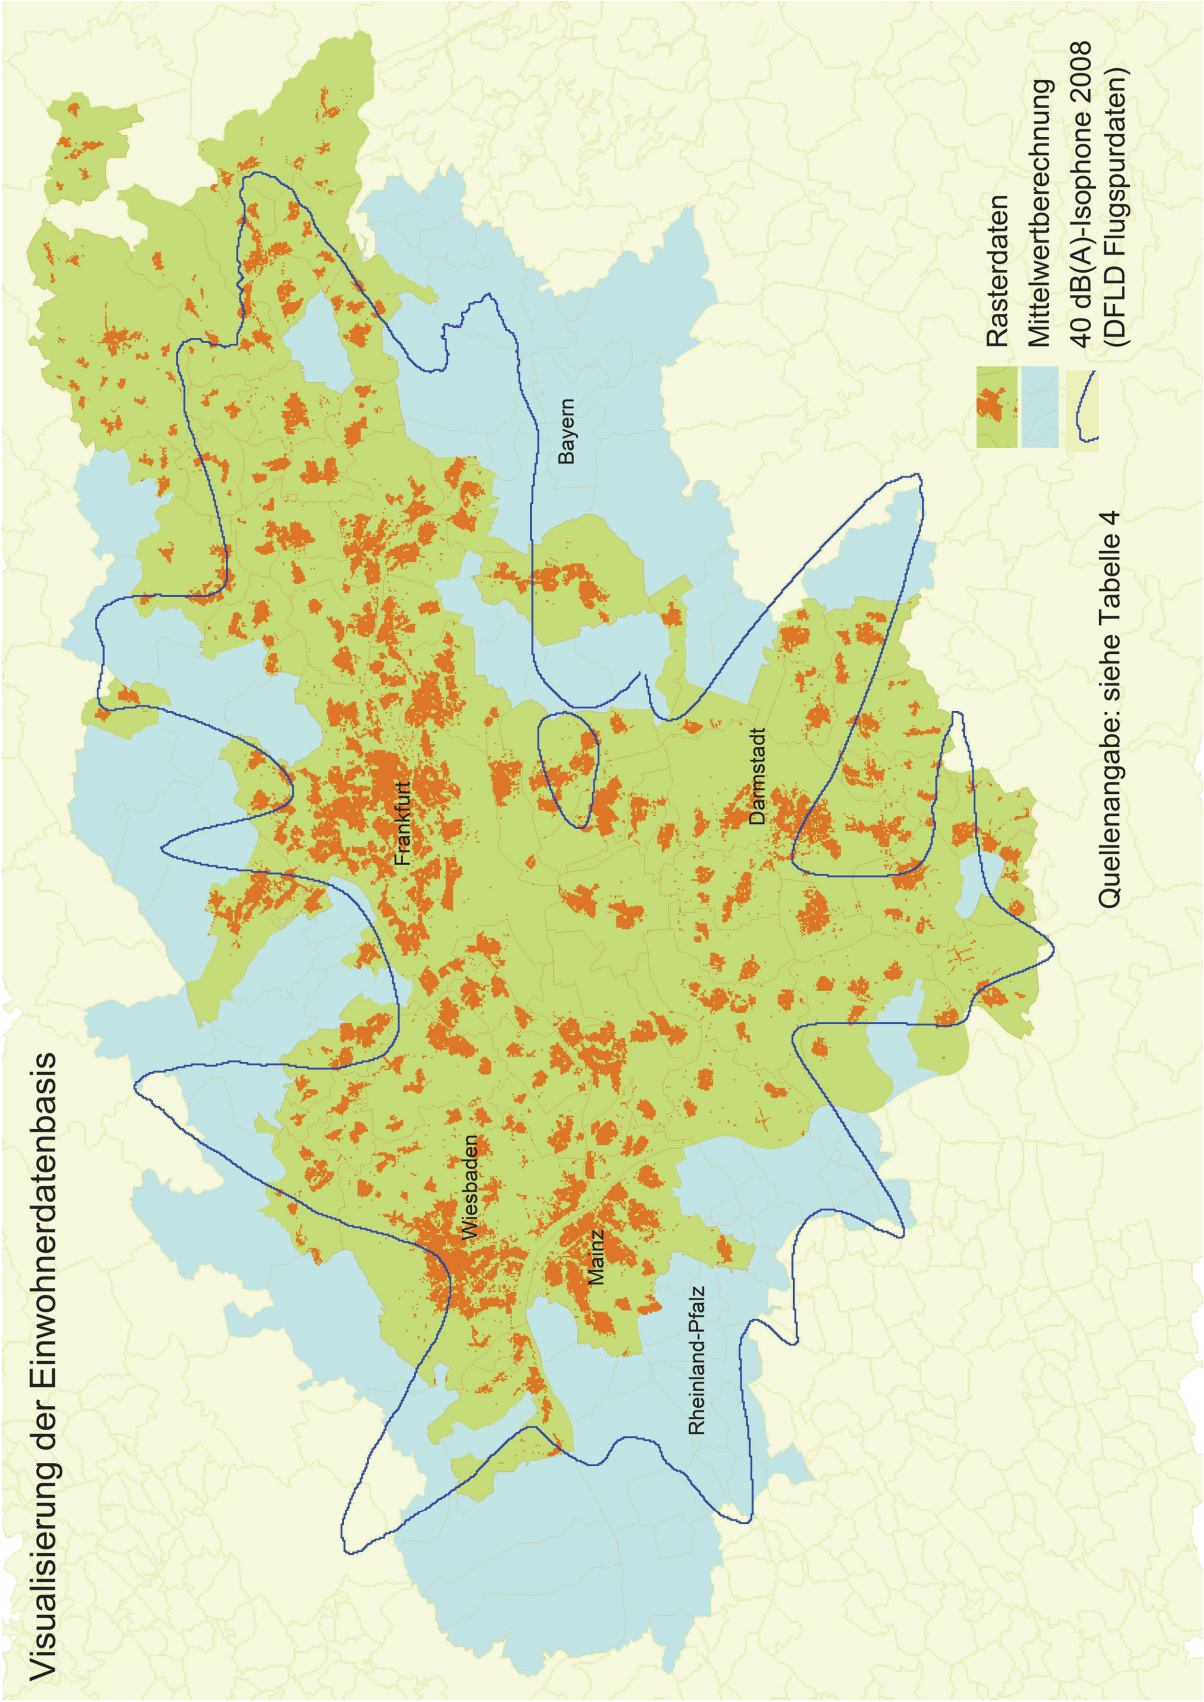 Visualisierung der Einwohnerdatenbasis
Frankfurt
Wiesbaden
Bayern
Mainz
Rheinland-Pfalz
Darmstadt
Rasterdaten
Mittelwertberechnung
40 dB(A)-Isophone 2008
(DFLD Flugspurdaten)
Quellenangabe: siehe Tabelle 4